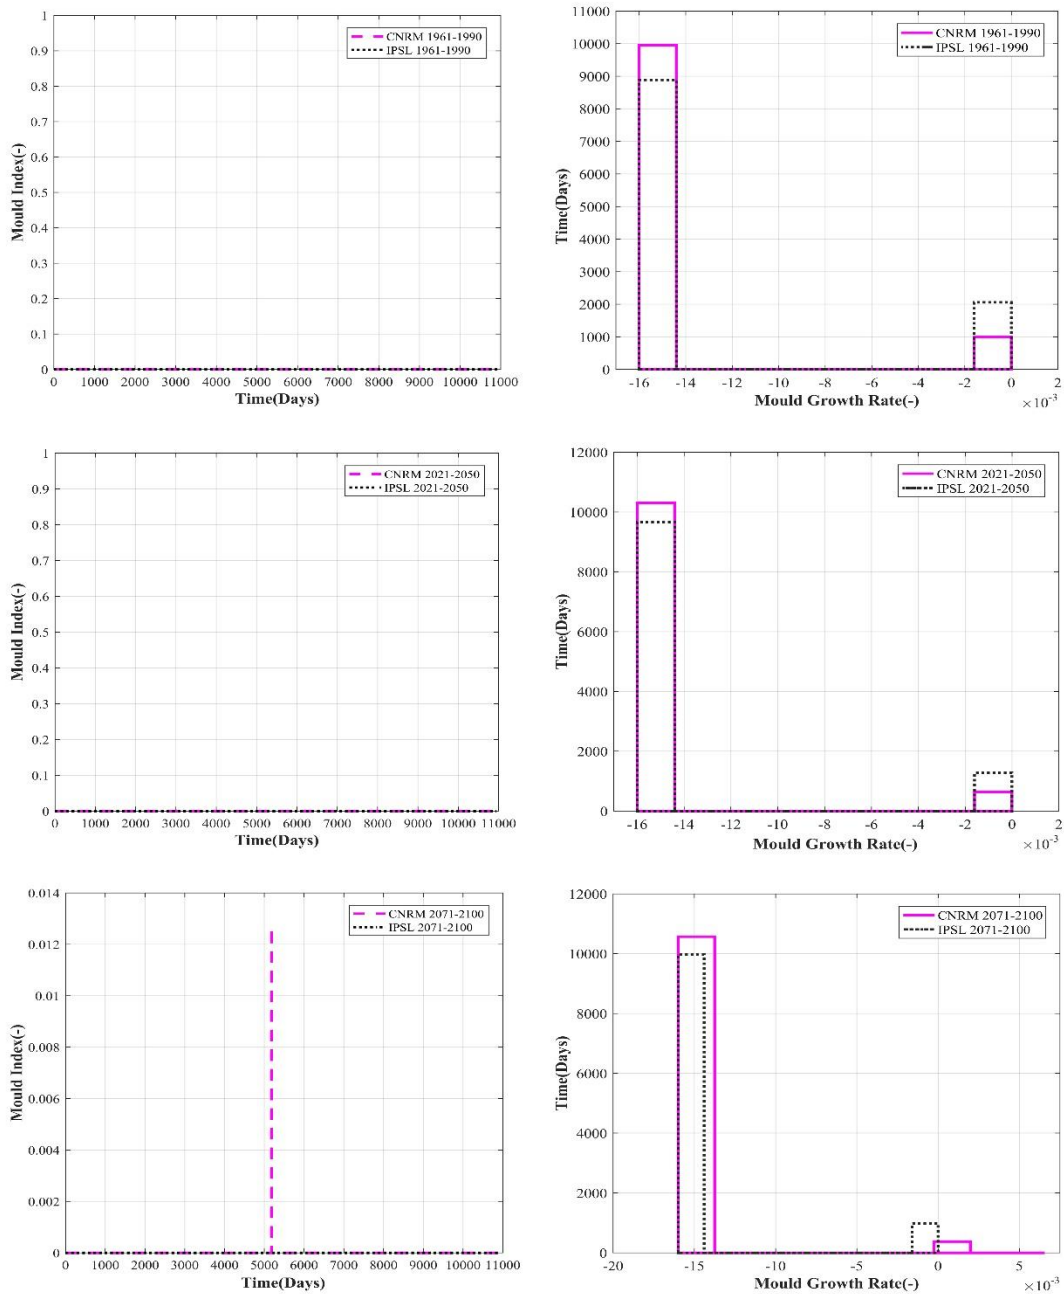 1
0.9
0.8
0.7
0.6
0.5
0.4
0.3
0.2
0.1
0
Mould Index(-)
CNRM 1961-1990
IPSL 1961-1990
0 1000 2000 3000 4000 5000 6000 7000 8000 9000 10000 11000
Time(Days)
11000
10000
9000
8000
7000
6000
5000
4000
3000
2000
1000
0
Time(Days)
CNRM 1961-1990
IPSL 1961-1990
-16 -14 -12 -10 -8 -6 -4 -2 0 2
Mould Growth Rate(-)
×10⁻³
1
0.9
0.8
0.7
0.6
0.5
0.4
0.3
0.2
0.1
0
Mould Index(-)
CNRM 2021-2050
IPSL 2021-2050
0 1000 2000 3000 4000 5000 6000 7000 8000 9000 10000 11000
Time(Days)
12000
10000
8000
6000
4000
2000
0
Time(Days)
CNRM 2021-2050
IPSL 2021-2050
-16 -14 -12 -10 -8 -6 -4 -2 0 2
Mould Growth Rate(-)
×10⁻³
0.014
0.012
0.01
0.008
0.006
0.004
0.002
0
Mould Index(-)
CNRM 2071-2100
IPSL 2071-2100
0 1000 2000 3000 4000 5000 6000 7000 8000 9000 10000 11000
Time(Days)
12000
10000
8000
6000
4000
2000
0
Time(Days)
CNRM 2071-2100
IPSL 2071-2100
-20 -15 -10 -5 0 5
Mould Growth Rate(-)
×10⁻³